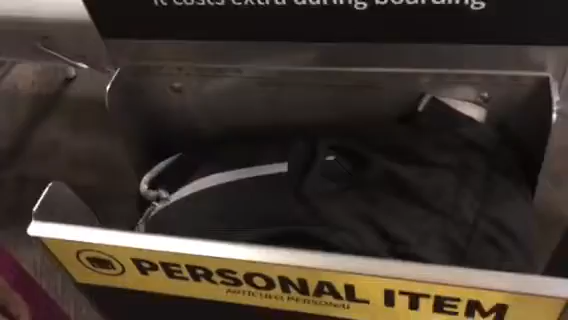 It costs extra during boarding
PERSONAL ITEM
ARTÍCULO PERSONAL